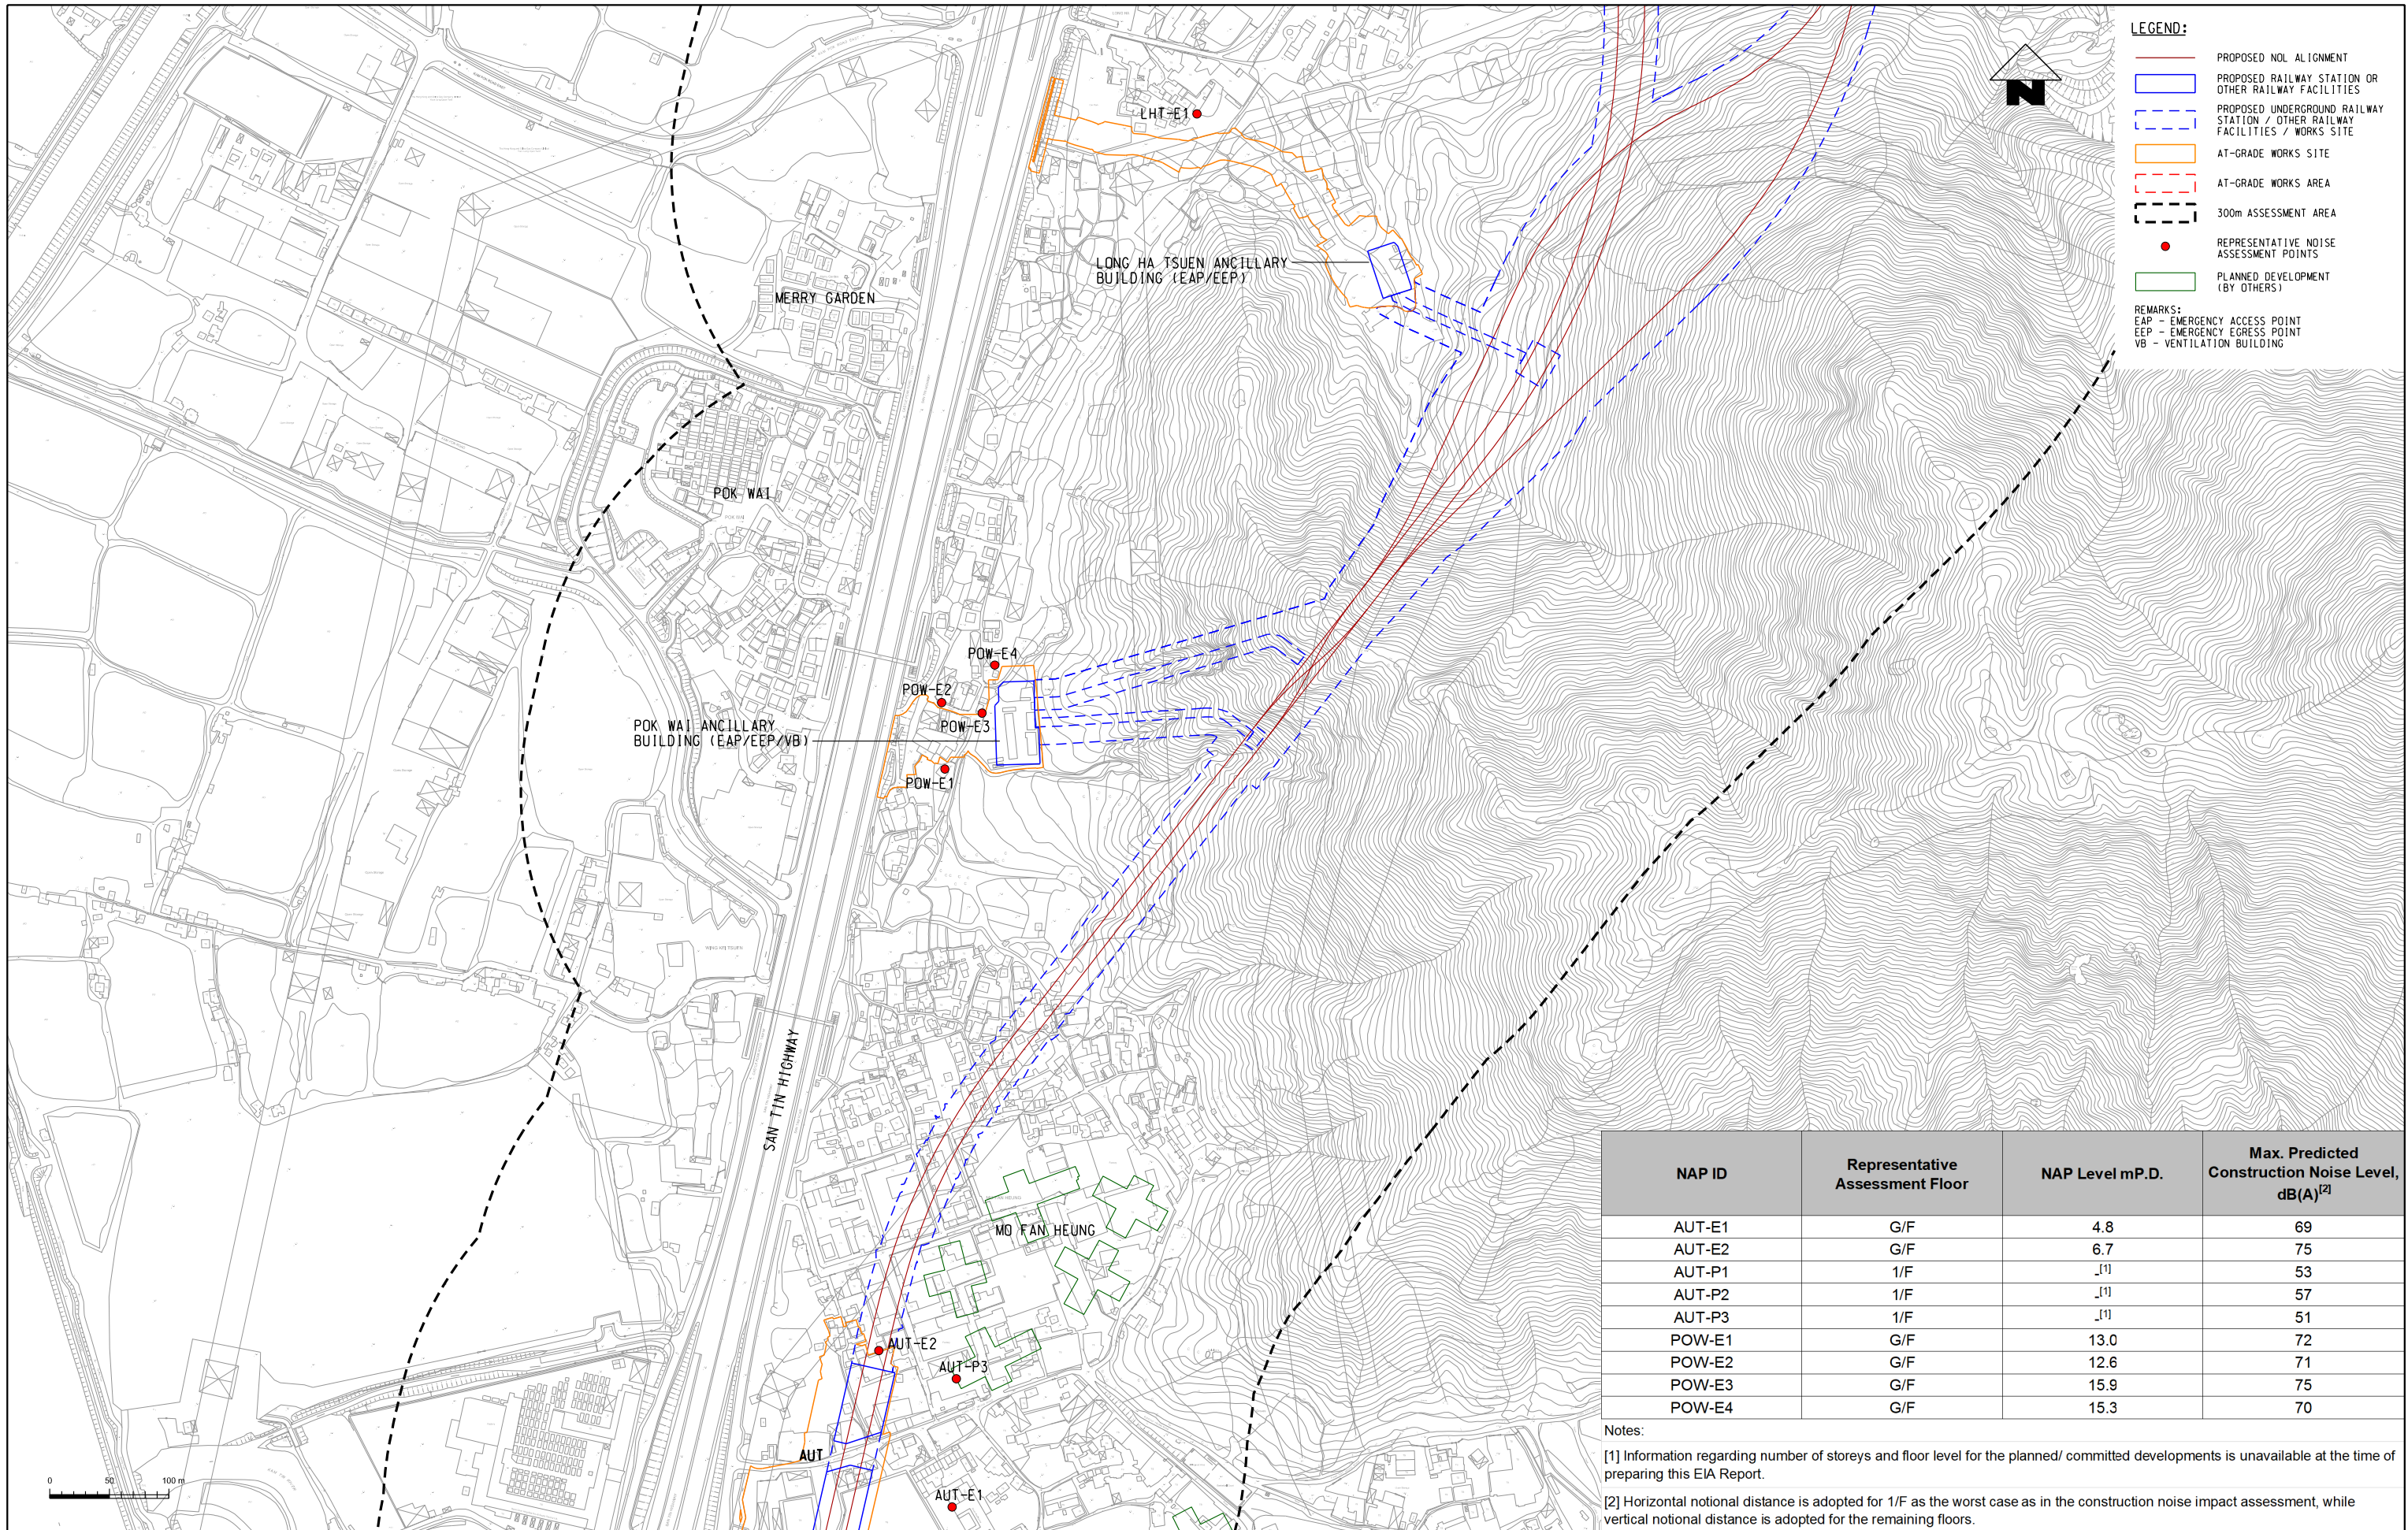 LEGEND:
PROPOSED NOL ALIGNMENT
PROPOSED RAILWAY STATION OR
OTHER RAILWAY FACILITIES
PROPOSED UNDERGROUND RAILWAY
STATION / OTHER RAILWAY
FACILITIES / WORKS SITE
AT-GRADE WORKS SITE
AT-GRADE WORKS AREA
300m ASSESSMENT AREA
REPRESENTATIVE NOISE
ASSESSMENT POINTS
PLANNED DEVELOPMENT
(BY OTHERS)
REMARKS:
EAP - EMERGENCY ACCESS POINT
EEP - EMERGENCY EGRESS POINT
VB - VENTILATION BUILDING
N
LHT-E1
LONG HA TSUEN ANCILLARY
BUILDING (EAP/EEP)
MERRY GARDEN
POK WAI
POK WAI
POW-E4
POW-E2
POW-E3
POK WAI ANCILLARY
BUILDING (EAP/EEP/VB)
POW-E1
WING KEI TSUEN
SAN TIN HIGHWAY
MO FAN HEUNG
AUT-E2
AUT-P3
AUT
AUT-E1
0 50 100 m
NAP ID Representative Assessment Floor NAP Level mP.D. Max. Predicted Construction Noise Level, dB(A)[2]
AUT-E1 G/F 4.8 69
AUT-E2 G/F 6.7 75
AUT-P1 1/F -[1] 53
AUT-P2 1/F -[1] 57
AUT-P3 1/F -[1] 51
POW-E1 G/F 13.0 72
POW-E2 G/F 12.6 71
POW-E3 G/F 15.9 75
POW-E4 G/F 15.3 70
Notes:
[1] Information regarding number of storeys and floor level for the planned/ committed developments is unavailable at the time of
preparing this EIA Report.
[2] Horizontal notional distance is adopted for 1/F as the worst case as in the construction noise impact assessment, while
vertical notional distance is adopted for the remaining floors.